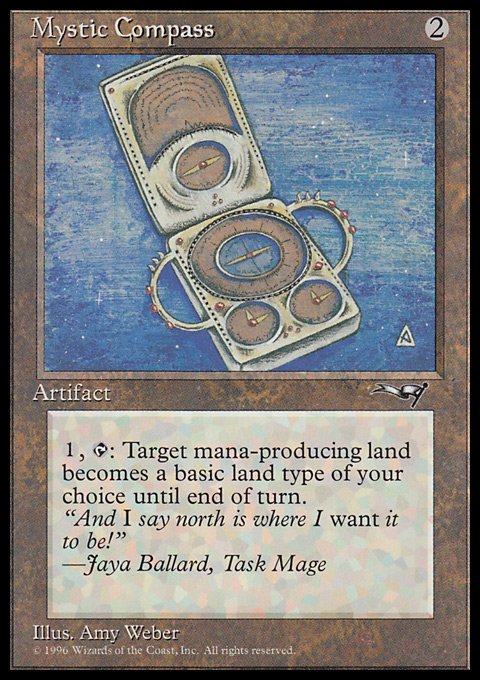 Mystic Compass 2
Artifact
1, : Target mana-producing land
becomes a basic land type of your
choice until end of turn.
“And I say north is where I want it
to be!”
—Jaya Ballard, Task Mage
Illus. Amy Weber
© 1996 Wizards of the Coast, Inc. All rights reserved.